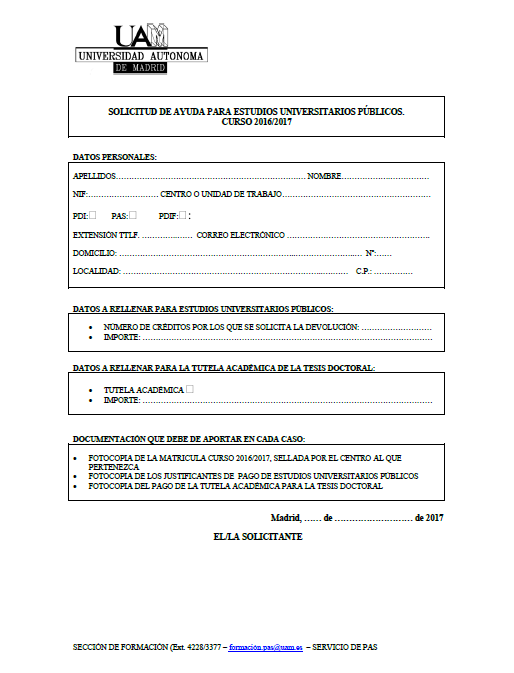 UAM
UNIVERSIDAD AUTONOMA
DE MADRID
SOLICITUD DE AYUDA PARA ESTUDIOS UNIVERSITARIOS PÚBLICOS.
CURSO 2016/2017
DATOS PERSONALES:
APELLIDOS……………………………………………………………… NOMBRE……………………………
NIF:……………………… CENTRO O UNIDAD DE TRABAJO…………………………………………………
PDI:☐ PAS:☐ PDIF:☐ :
EXTENSIÓN TTLF. ……………… CORREO ELECTRÓNICO ………………………………………………
DOMICILIO: ………………………………………………………………………………… Nº:……
LOCALIDAD: …………………………………………………………………………… C.P.: ……………
DATOS A RELLENAR PARA ESTUDIOS UNIVERSITARIOS PÚBLICOS:
• NÚMERO DE CRÉDITOS POR LOS QUE SE SOLICITA LA DEVOLUCIÓN: ………………………
• IMPORTE: …………………………………………………………………………………………………
DATOS A RELLENAR PARA LA TUTELA ACADÉMICA DE LA TESIS DOCTORAL:
• TUTELA ACADÉMICA ☐
• IMPORTE: …………………………………………………………………………………………………
DOCUMENTACIÓN QUE DEBE DE APORTAR EN CADA CASO:
• FOTOCOPIA DE LA MATRICULA CURSO 2016/2017, SELLADA POR EL CENTRO AL QUE
PERTENEZCA
• FOTOCOPIA DE LOS JUSTIFICANTES DE PAGO DE ESTUDIOS UNIVERSITARIOS PÚBLICOS
• FOTOCOPIA DEL PAGO DE LA TUTELA ACADÉMICA PARA LA TESIS DOCTORAL
Madrid, …… de ……………………… de 2017
EL/LA SOLICITANTE
SECCIÓN DE FORMACIÓN (Ext. 4228/3377 – formación.pas@uam.es – SERVICIO DE PAS